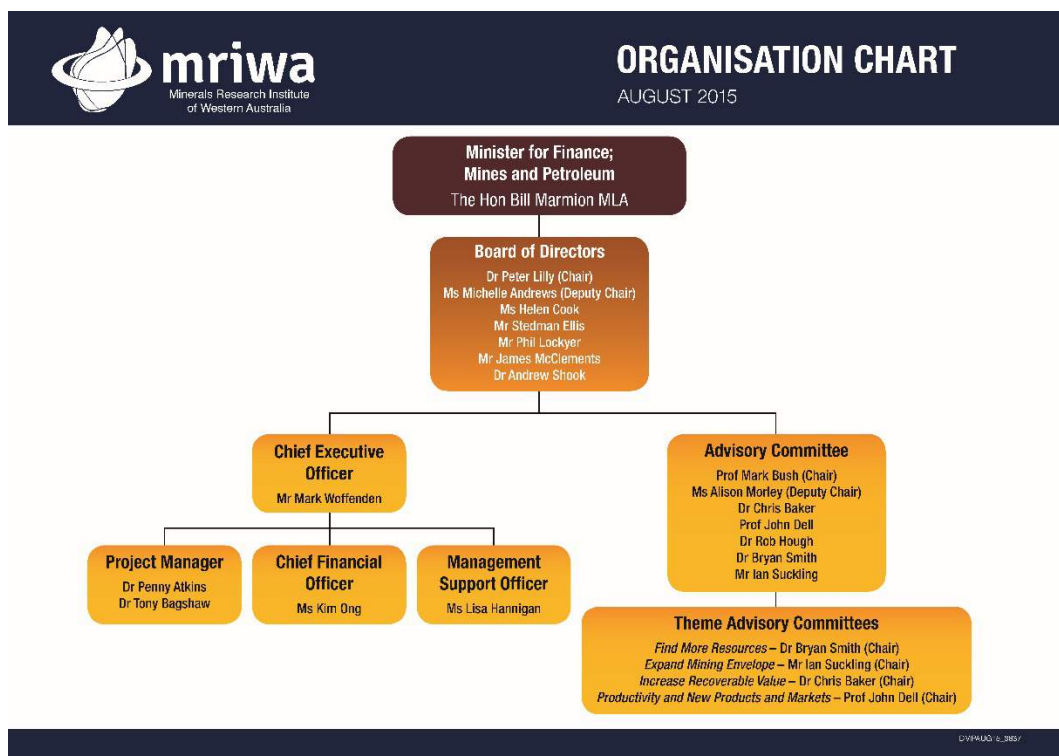 mriwa
Minerals Research Institute
of Western Australia
ORGANISATION CHART
AUGUST 2015
Minister for Finance;
Mines and Petroleum
The Hon Bill Marmion MLA
Board of Directors
Dr Peter Lilly (Chair)
Ms Michelle Andrews (Deputy Chair)
Ms Helen Cook
Mr Stedman Ellis
Mr Phil Lockyer
Mr James McClements
Dr Andrew Shook
Chief Executive
Officer
Mr Mark Woffenden
Project Manager
Dr Penny Atkins
Dr Tony Bagshaw
Chief Financial
Officer
Ms Kim Ong
Management
Support Officer
Ms Lisa Hannigan
Advisory Committee
Prof Mark Bush (Chair)
Ms Alison Morley (Deputy Chair)
Dr Chris Baker
Prof John Dell
Dr Rob Hough
Dr Bryan Smith
Mr Ian Suckling
Theme Advisory Committees
Find More Resources – Dr Bryan Smith (Chair)
Expand Mining Envelope – Mr Ian Suckling (Chair)
Increase Recoverable Value – Dr Chris Baker (Chair)
Productivity and New Products and Markets – Prof John Dell (Chair)